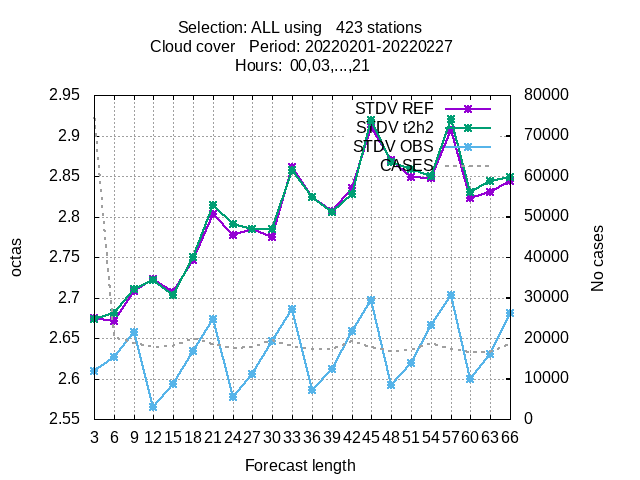 Selection: ALL using   423 stations
Cloud cover   Period: 20220201-20220227
Hours:  00,03,...,21
STDV REF
STDV t2h2
STDV OBS
CASES
2.95
2.9
2.85
2.8
2.75
2.7
2.65
2.6
2.55
octas
80000
70000
60000
50000
40000
30000
20000
10000
0
No cases
3 6 9 12 15 18 21 24 27 30 33 36 39 42 45 48 51 54 57 60 63 66
Forecast length